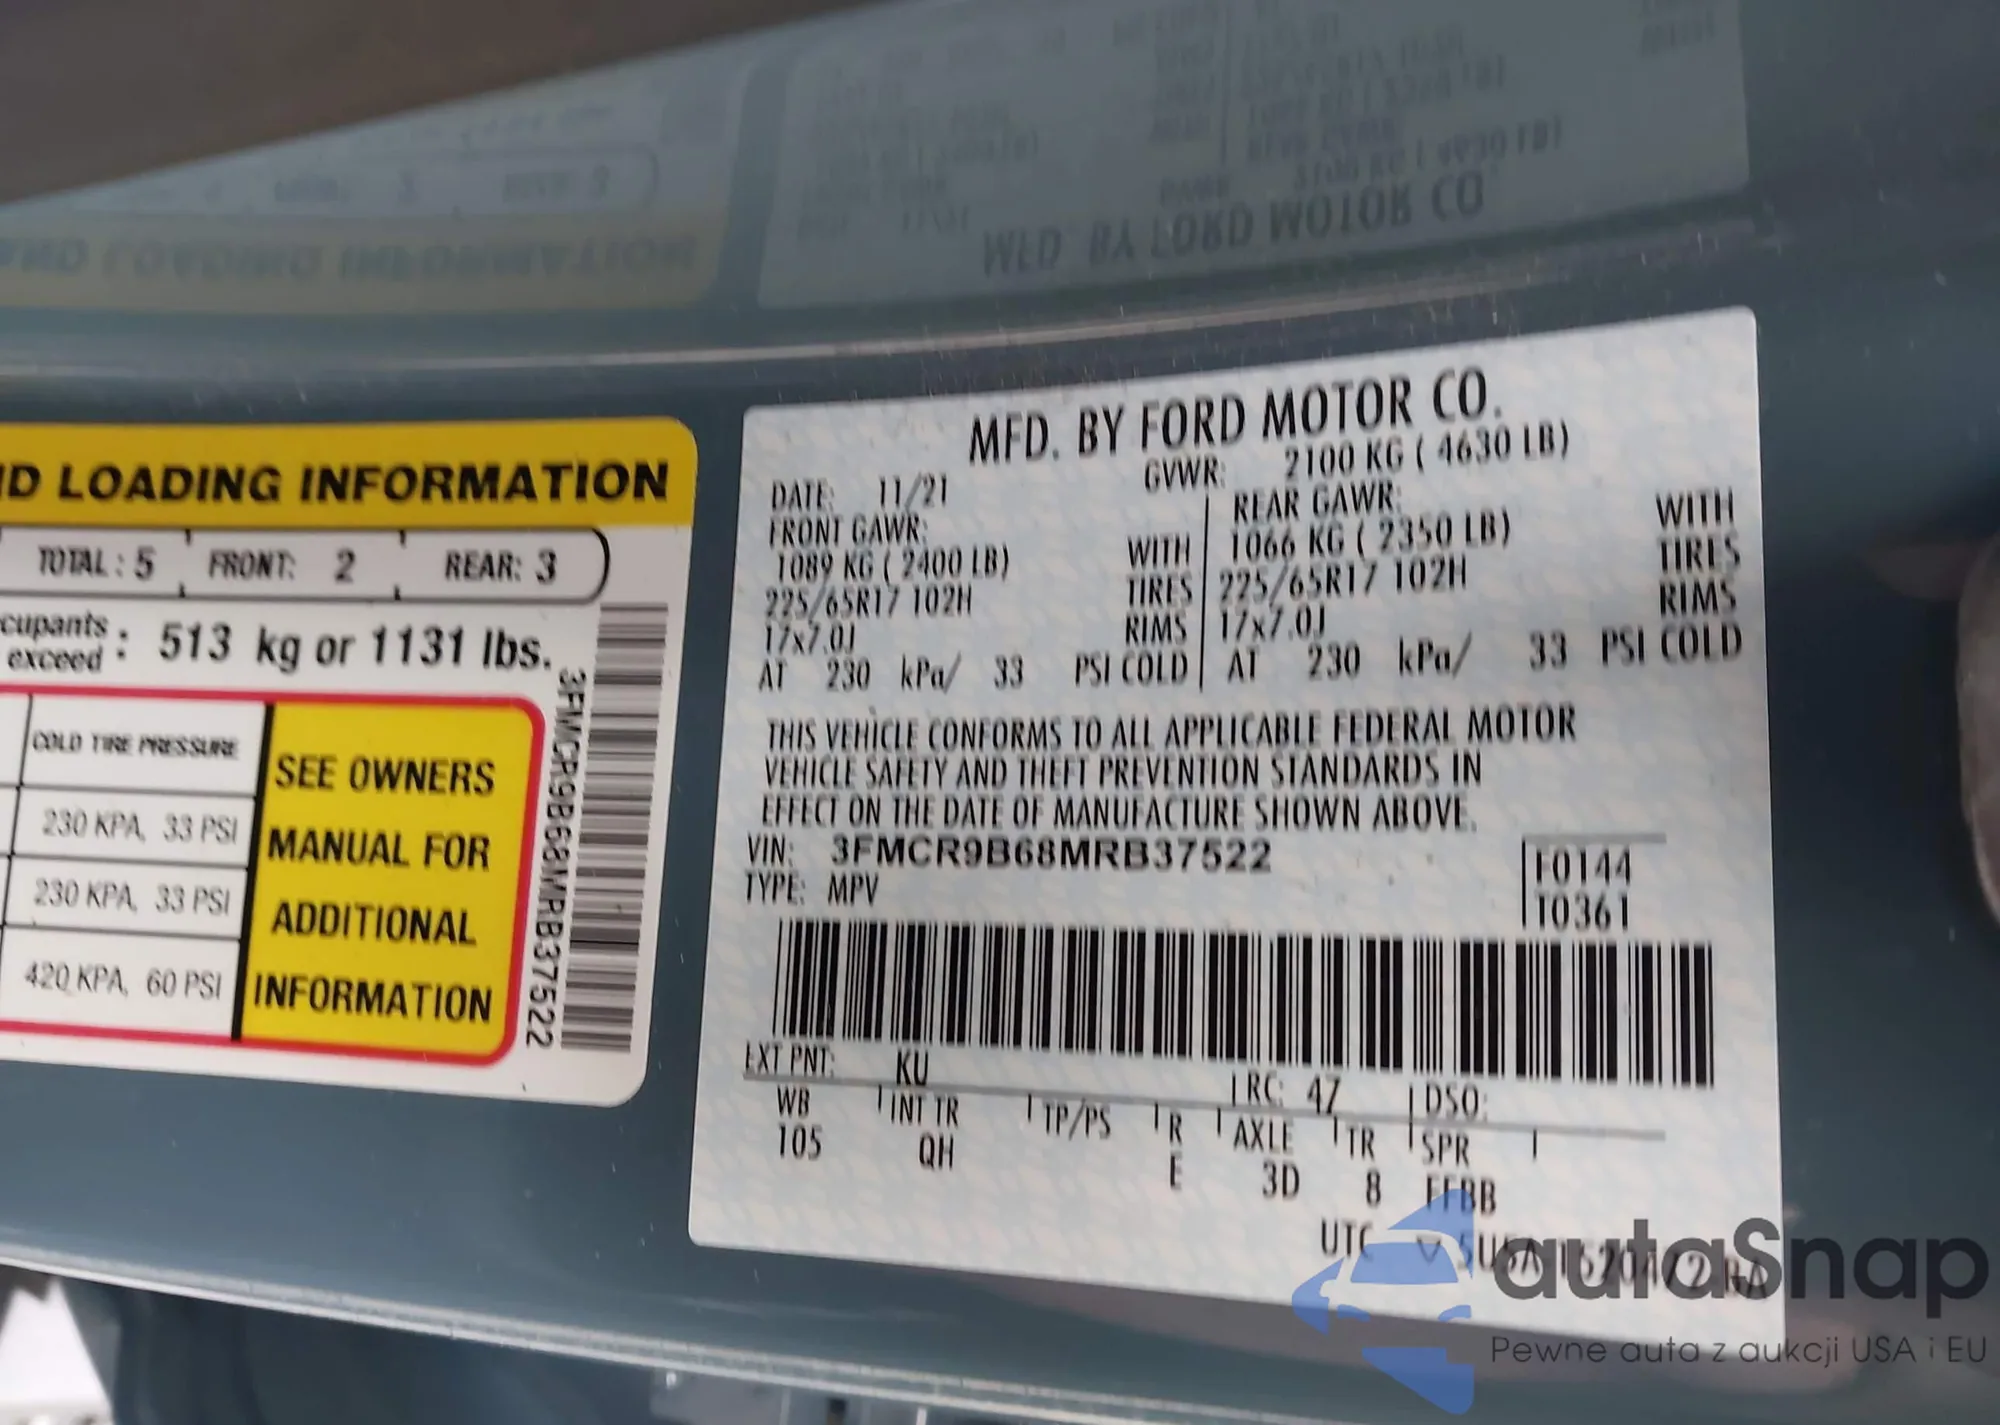 ND LOADING INFORMATION
TOTAL: 5 FRONT: 2 REAR: 3
cupants
exceed : 513 kg or 1131 lbs.
COLD TIRE PRESSURE
230 KPA, 33 PSI
230 KPA, 33 PSI
420 KPA, 60 PSI
SEE OWNERS
MANUAL FOR
ADDITIONAL
INFORMATION
3FMCR9B68MRB37522
MFD. BY FORD MOTOR CO.
DATE: 11/21 GVWR: 2100 KG ( 4630 LB)
FRONT GAWR: REAR GAWR:
1089 KG ( 2400 LB) WITH 1066 KG ( 2350 LB) WITH
225/65R17 102H TIRES 225/65R17 102H TIRES
17x7.0J RIMS 17x7.0J RIMS
AT 230 kPa/ 33 PSI COLD AT 230 kPa/ 33 PSI COLD
THIS VEHICLE CONFORMS TO ALL APPLICABLE FEDERAL MOTOR
VEHICLE SAFETY AND THEFT PREVENTION STANDARDS IN
EFFECT ON THE DATE OF MANUFACTURE SHOWN ABOVE.
VIN: 3FMCR9B68MRB37522
TYPE: MPV
F0144
T0361
EXT PNT: KU RC: 47 DSO:
WB INT TR TP/PS R AXLE TR SPR
105 QH E 3D 8 FFBB
UTC
autaSnap
Pewne auta z aukcji USA i EU